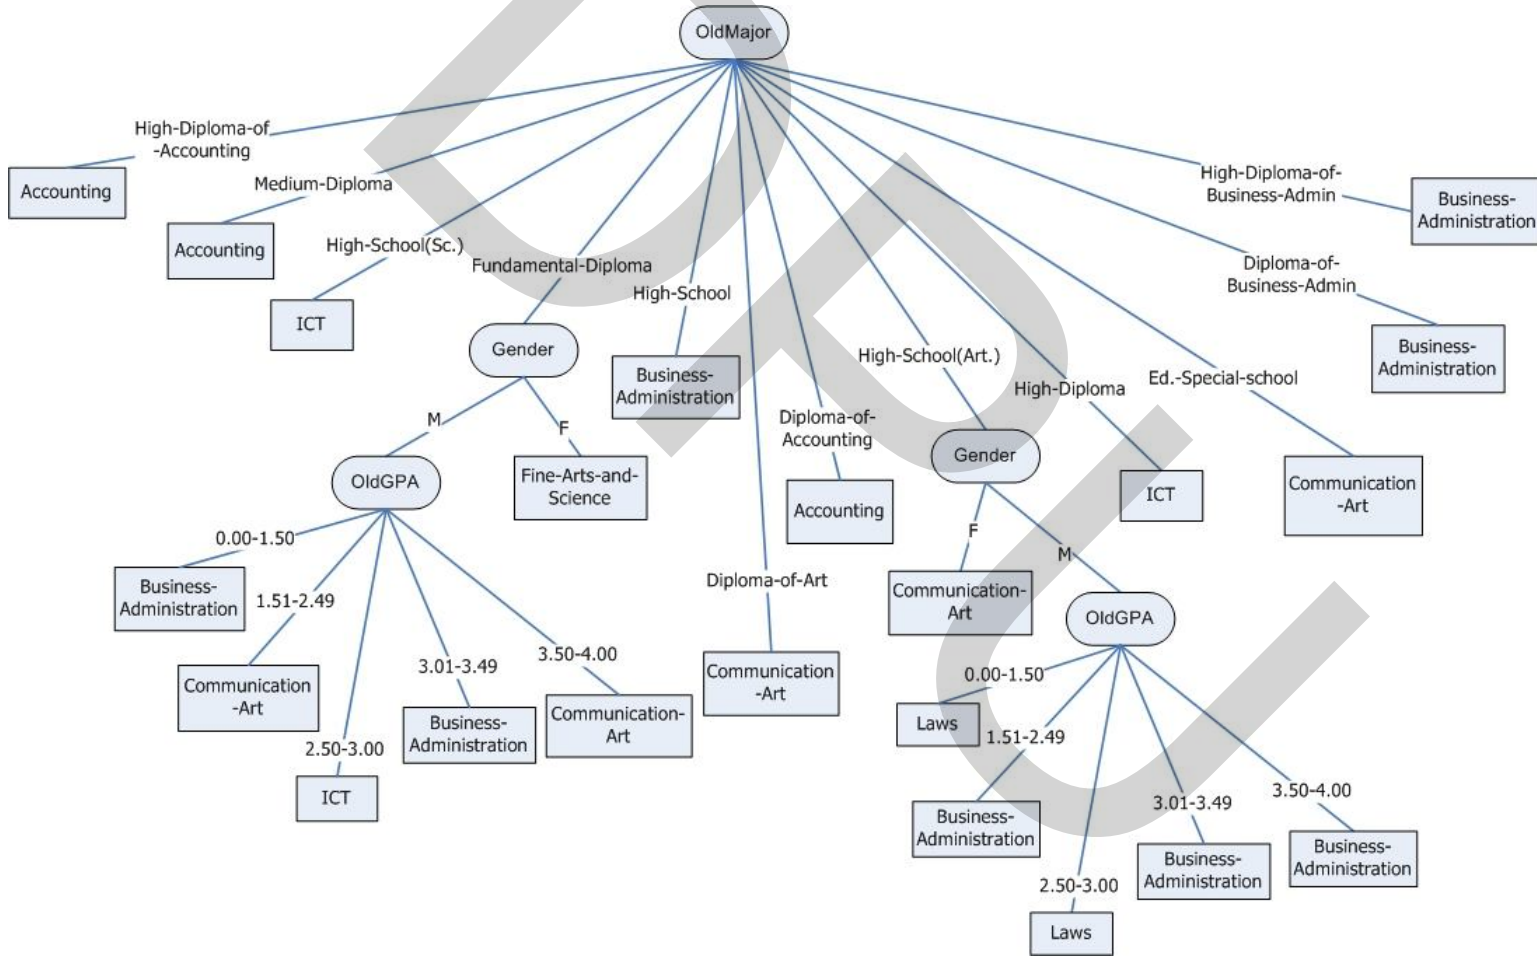 OldMajor
High-Diploma-of
-Accounting
Accounting
Medium-Diploma
Accounting
High-School(Sc.)
ICT
Fundamental-Diploma
Gender
M
F
OldGPA
Fine-Arts-and-
Science
0.00-1.50
Business-
Administration
1.51-2.49
Communication
-Art
2.50-3.00
ICT
3.01-3.49
Business-
Administration
3.50-4.00
Communication-
Art
High-School
Business-
Administration
Diploma-of-Art
Communication
-Art
Diploma-of-
Accounting
Accounting
High-School(Art.)
Gender
F
Communication-
Art
M
OldGPA
0.00-1.50
Laws
1.51-2.49
Business-
Administration
2.50-3.00
Laws
3.01-3.49
Business-
Administration
3.50-4.00
Business-
Administration
High-Diploma
ICT
Ed.-Special-school
Communication
-Art
Diploma-of-
Business-Admin
Business-
Administration
High-Diploma-of-
Business-Admin
Business-
Administration
DPU